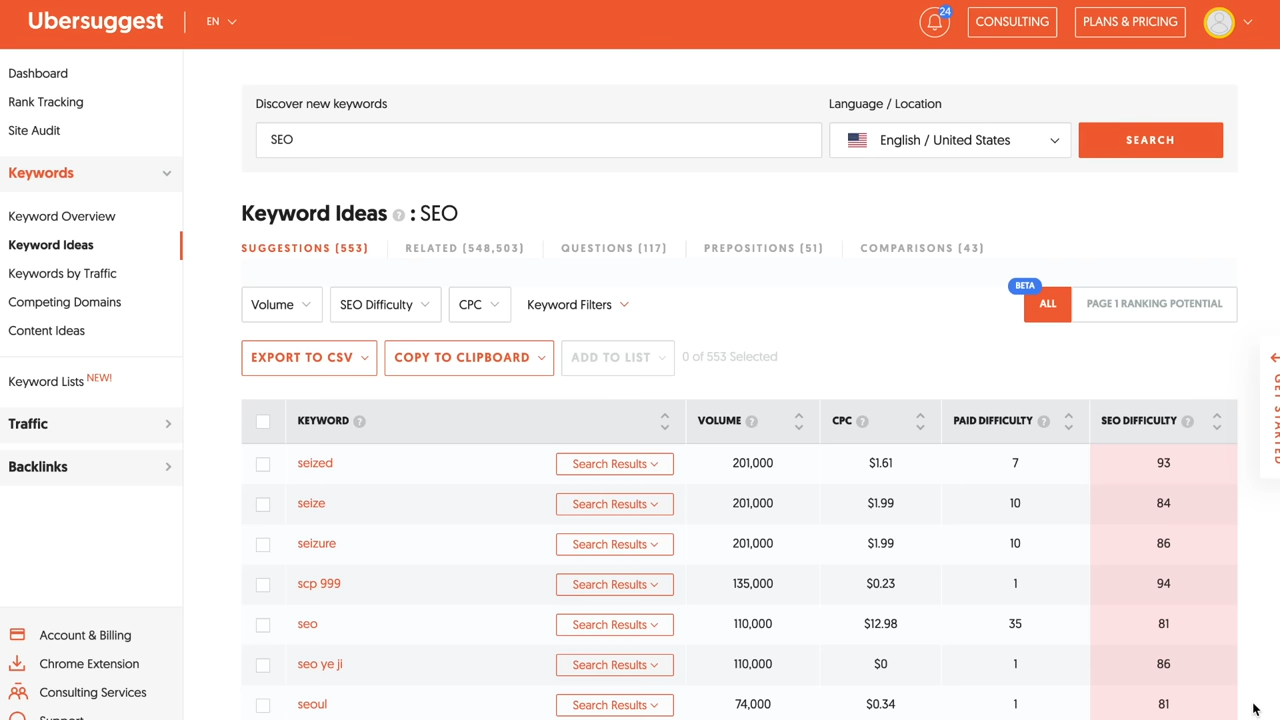 Ubersuggest
EN
24
CONSULTING
PLANS & PRICING
Dashboard
Rank Tracking
Site Audit
Keywords
Keyword Overview
Keyword Ideas
Keywords by Traffic
Competing Domains
Content Ideas
Keyword Lists NEW!
Traffic
Backlinks
Account & Billing
Chrome Extension
Consulting Services
Support
Discover new keywords
Language / Location
SEO
English / United States
SEARCH
Keyword Ideas ? : SEO
SUGGESTIONS (553)
RELATED (548,503)
QUESTIONS (117)
PREPOSITIONS (51)
COMPARISONS (43)
Volume
SEO Difficulty
CPC
Keyword Filters
BETA
ALL
PAGE 1 RANKING POTENTIAL
EXPORT TO CSV
COPY TO CLIPBOARD
ADD TO LIST
0 of 553 Selected
KEYWORD ? VOLUME ? CPC ? PAID DIFFICULTY ? SEO DIFFICULTY ?
seized Search Results 201,000 $1.61 7 93
seize Search Results 201,000 $1.99 10 84
seizure Search Results 201,000 $1.99 10 86
scp 999 Search Results 135,000 $0.23 1 94
seo Search Results 110,000 $12.98 35 81
seo ye ji Search Results 110,000 $0 1 86
seoul Search Results 74,000 $0.34 1 81
GET STARTED